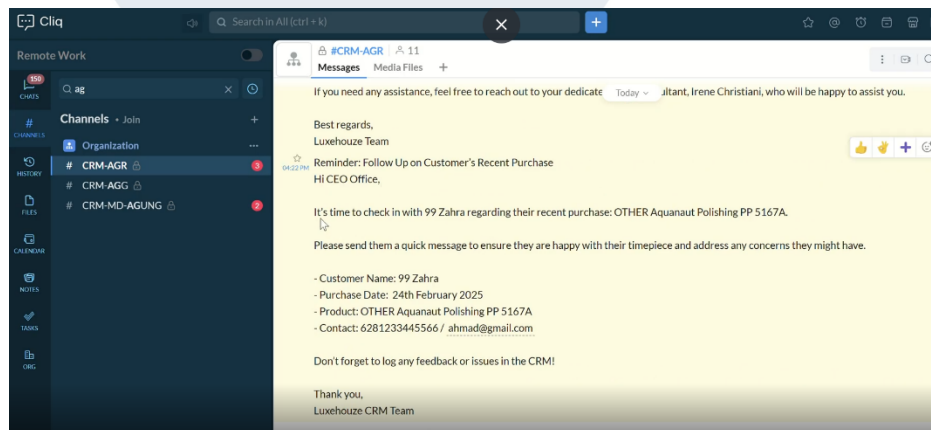 Cliq
Search in All (ctrl+k)
Remote Work
150
CHATS
CHANNELS
HISTORY
FILES
CALENDAR
NOTES
TASKS
ORG
ag
Channels • Join
Organization
# CRM-AGR 3
# CRM-AGG
# CRM-MD-AGUNG 2
#CRM-AGR 11
Messages Media Files +
Today
If you need any assistance, feel free to reach out to your dedicate ultant, Irene Christiani, who will be happy to assist you.
Best regards,
Luxehouze Team
04:22 PM
Reminder: Follow Up on Customer's Recent Purchase
Hi CEO Office,
It's time to check in with 99 Zahra regarding their recent purchase: OTHER Aquanaut Polishing PP 5167A.
Please send them a quick message to ensure they are happy with their timepiece and address any concerns they might have.
- Customer Name: 99 Zahra
- Purchase Date: 24th February 2025
- Product: OTHER Aquanaut Polishing PP 5167A
- Contact: 6281233445566 / ahmad@gmail.com
Don't forget to log any feedback or issues in the CRM!
Thank you,
Luxehouze CRM Team